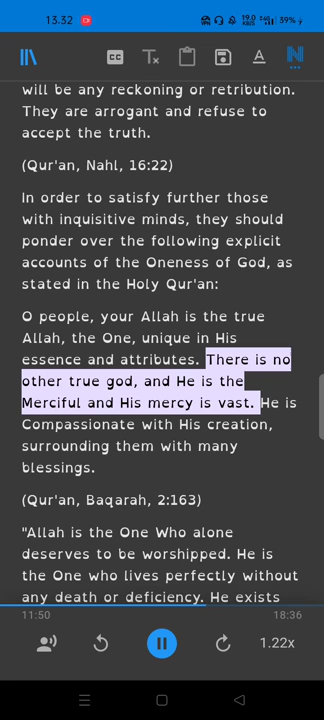 13.32
19.0 KB/S
59%
CC
will be any reckoning or retribution.
They are arrogant and refuse to
accept the truth.
(Qur'an, Nahl, 16:22)
In order to satisfy further those
with inquisitive minds, they should
ponder over the following explicit
accounts of the Oneness of God, as
stated in the Holy Qur'an:
O people, your Allah is the true
Allah, the One, unique in His
essence and attributes. There is no
other true god, and He is the
Merciful and His mercy is vast. He is
Compassionate with His creation,
surrounding them with many
blessings.
(Qur'an, Baqarah, 2:163)
"Allah is the One Who alone
deserves to be worshipped. He is
the One who lives perfectly without
any death or deficiency. He exists
11:50
18:36
1.22x